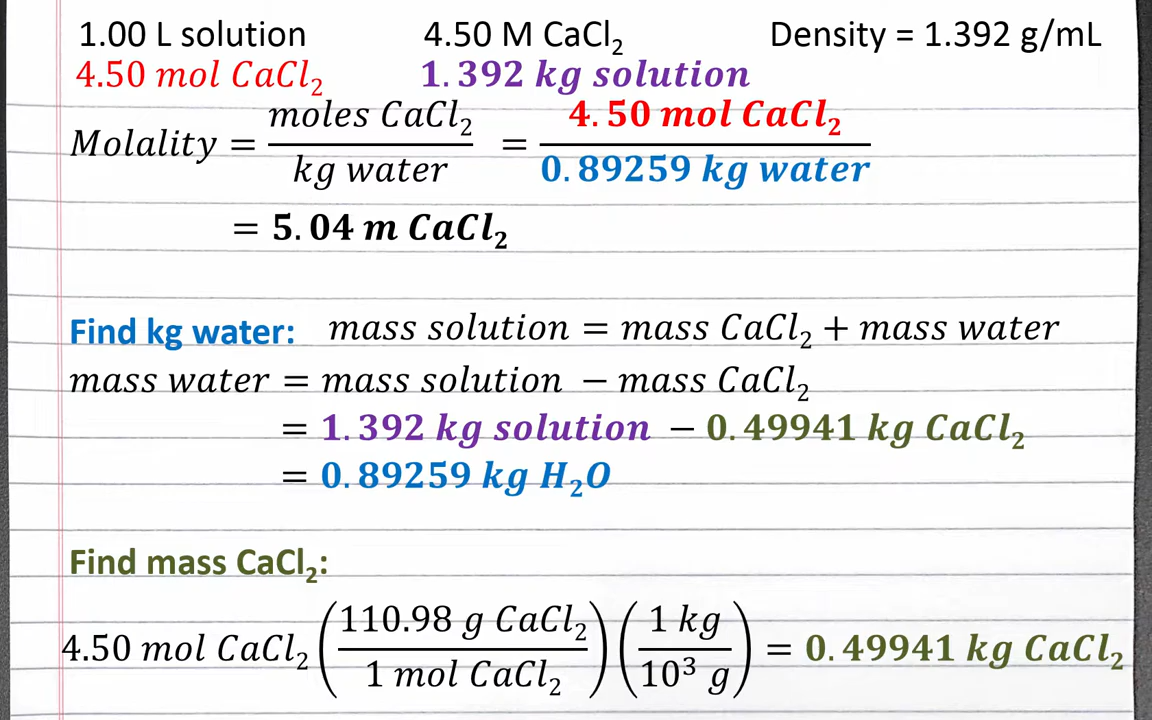 1.00 L solution 4.50 M CaCl₂ Density = 1.392 g/mL
4.50 mol CaCl₂ 1.392 kg solution
Molality = moles CaCl₂ / kg water = 4.50 mol CaCl₂ / 0.89259 kg water
= 5.04 m CaCl₂
Find kg water: mass solution = mass CaCl₂ + mass water
mass water = mass solution − mass CaCl₂
= 1.392 kg solution − 0.49941 kg CaCl₂
= 0.89259 kg H₂O
Find mass CaCl₂:
4.50 mol CaCl₂ (110.98 g CaCl₂ / 1 mol CaCl₂) (1 kg / 10³ g) = 0.49941 kg CaCl₂